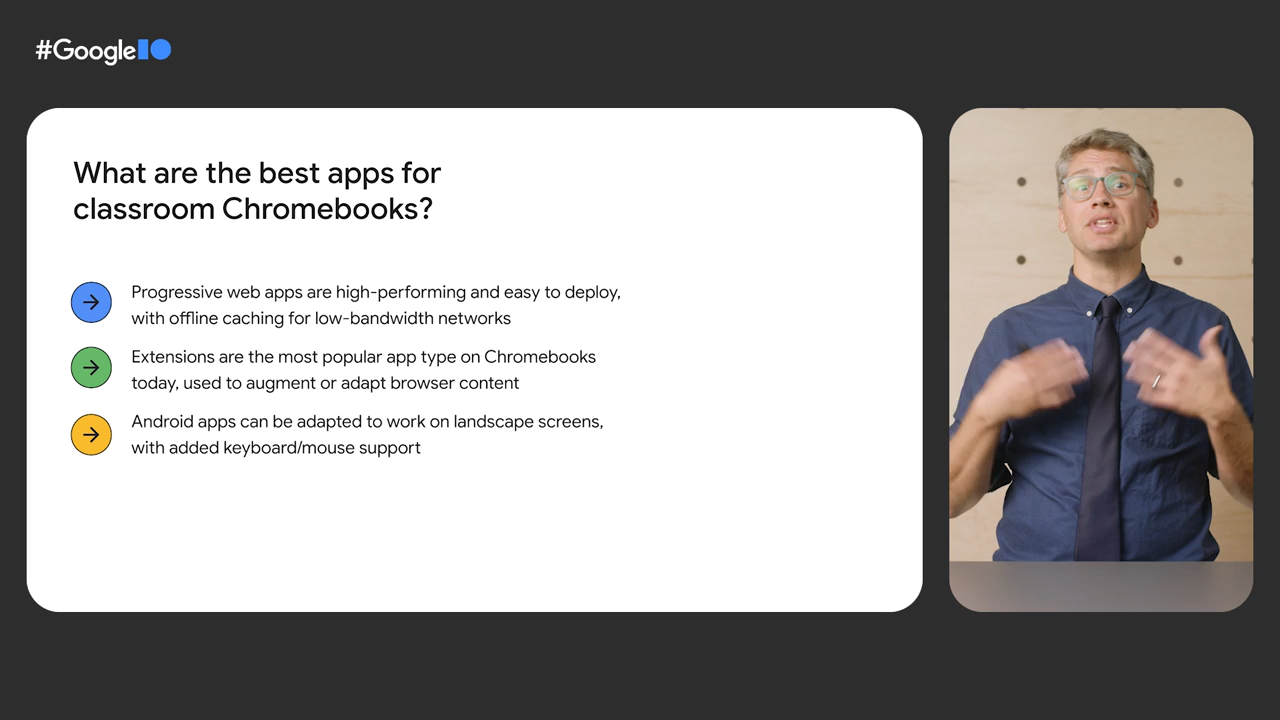 #GoogleIO
What are the best apps for
classroom Chromebooks?
Progressive web apps are high-performing and easy to deploy,
with offline caching for low-bandwidth networks
Extensions are the most popular app type on Chromebooks
today, used to augment or adapt browser content
Android apps can be adapted to work on landscape screens,
with added keyboard/mouse support